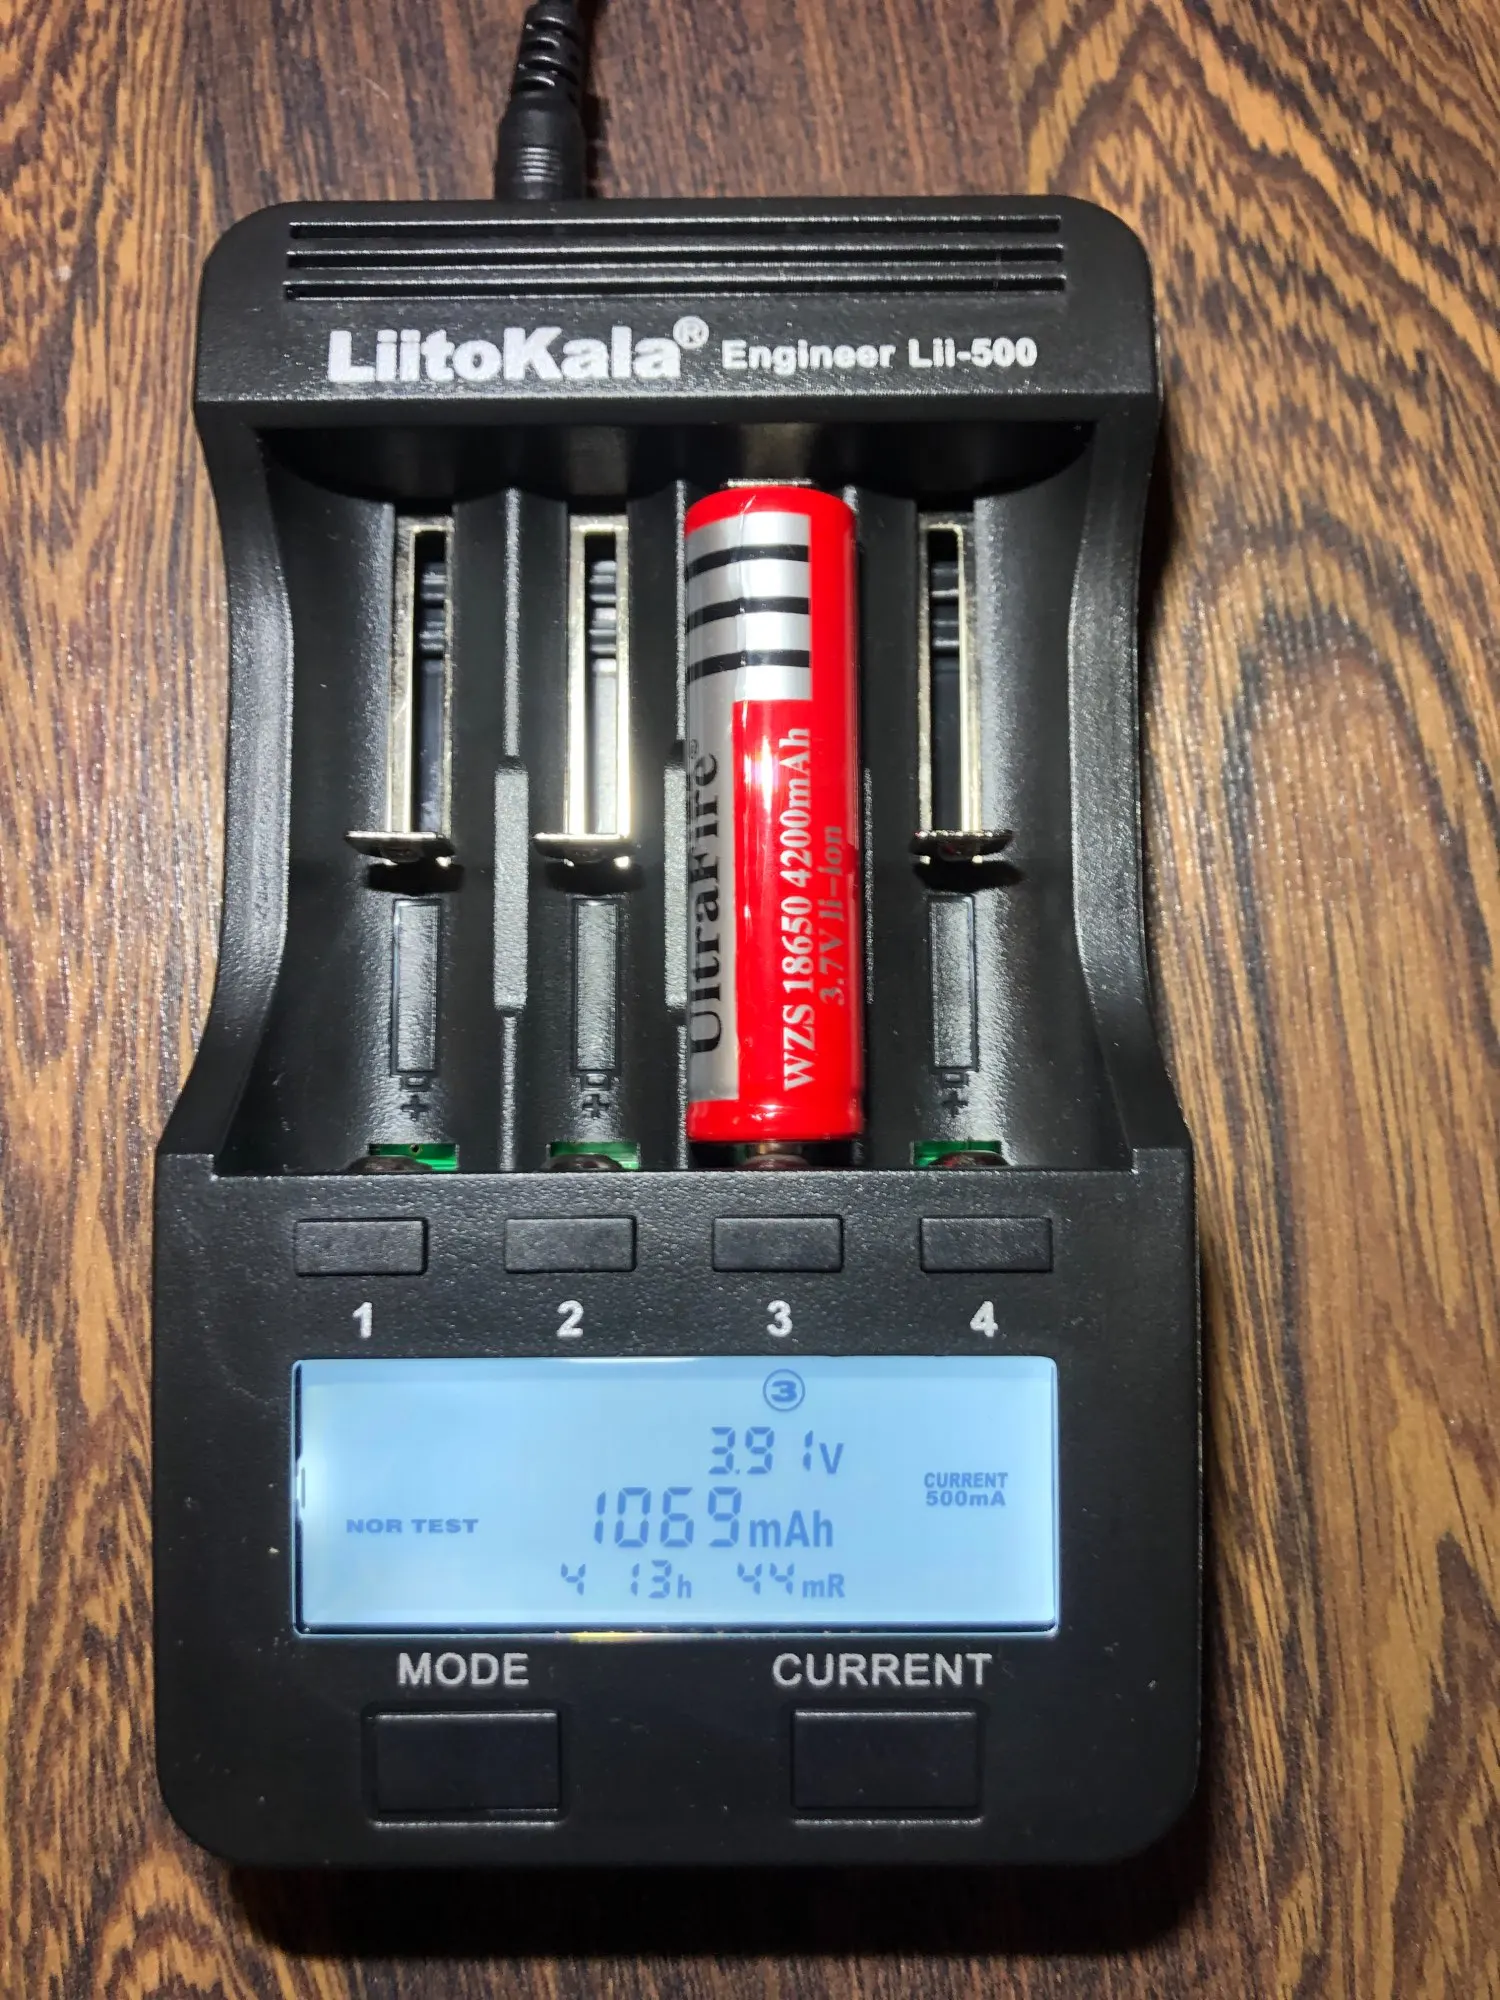 LiitoKala® Engineer Lii-500
UltraFire®
WZS 18650 4200mAh
3.7V li-Ion
+ + +
1 2 3 4
3
3.91V
CURRENT
500mA
NOR TEST
1069mAh
4 13h 44mR
MODE CURRENT